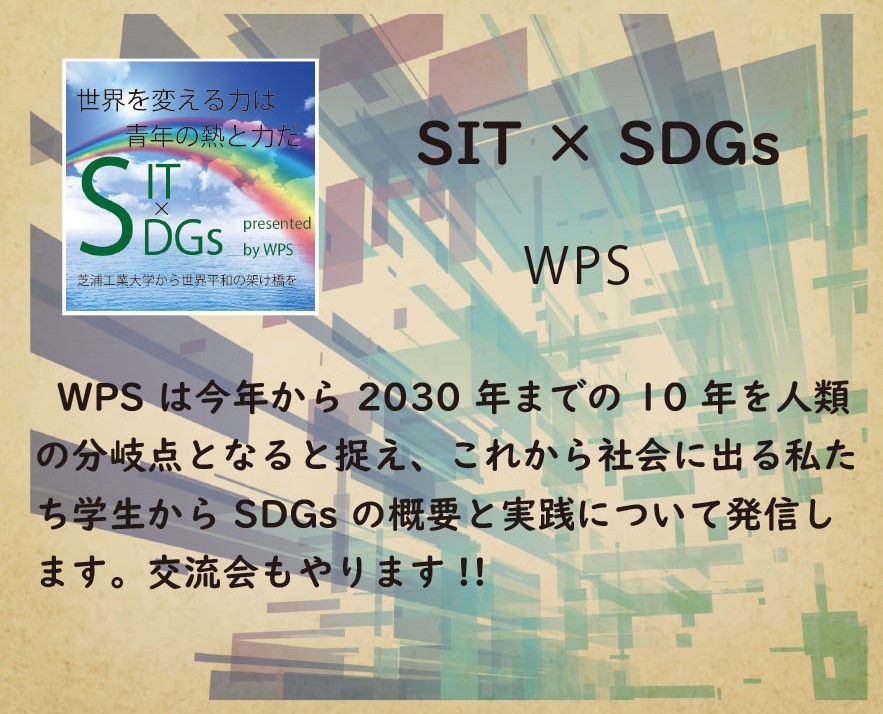 世界を変える力は
青年の熱と力だ
SIT
×
SDGs
presented
by WPS
芝浦工業大学から世界平和の架け橋を
SIT × SDGs
WPS
WPS は今年から 2030 年までの 10 年を人類
の分岐点となると捉え、これから社会に出る私た
ち学生から SDGs の概要と実践について発信し
ます。交流会もやります !!